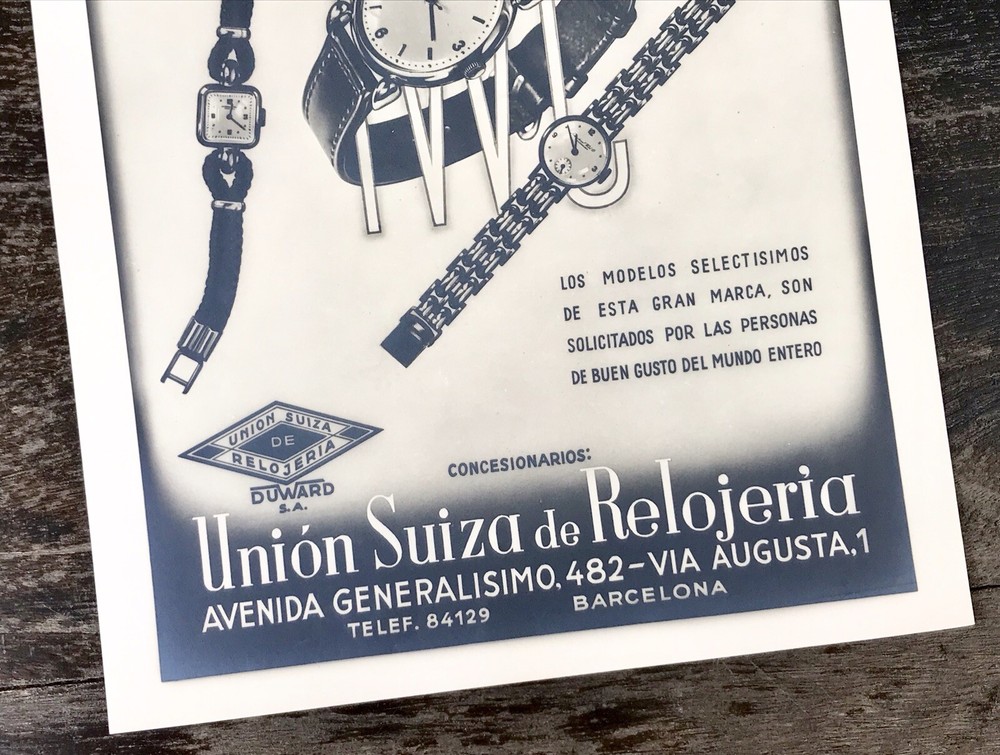 LOS MODELOS SELECTISIMOS
DE ESTA GRAN MARCA, SON
SOLICITADOS POR LAS PERSONAS
DE BUEN GUSTO DEL MUNDO ENTERO
UNION SUIZA
DE
RELOJERIA
DUWARD
S.A.
CONCESIONARIOS:
Unión Suiza de Relojería
AVENIDA GENERALISIMO, 482-VIA AUGUSTA, 1
TELEF. 84129 BARCELONA